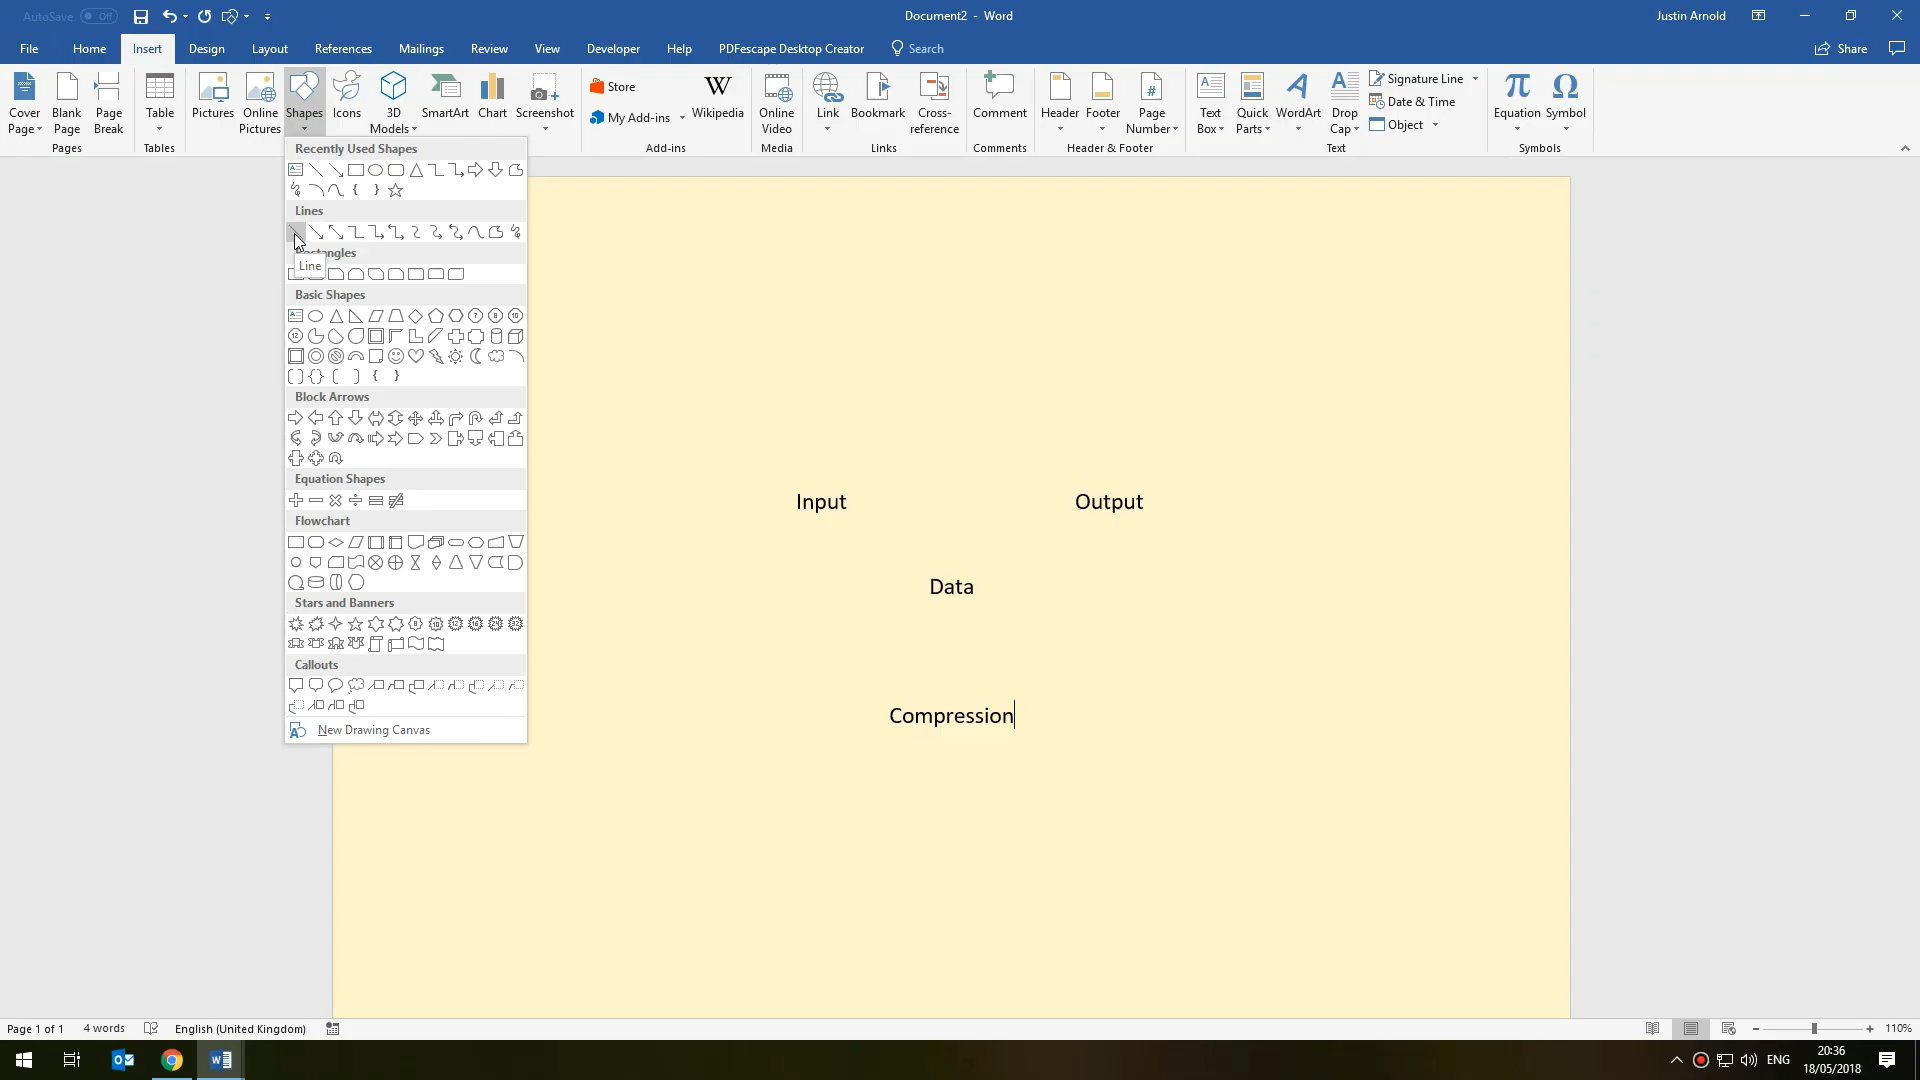 AutoSave Off
Document2 - Word
Justin Arnold
File Home Insert Design Layout References Mailings Review View Developer Help PDFescape Desktop Creator Search
Share
Cover Page
Blank Page
Page Break
Pages
Table
Tables
Pictures
Online Pictures
Shapes
Icons
3D Models
SmartArt
Chart
Screenshot
Store
My Add-ins
W
Wikipedia
Add-ins
Online Video
Media
Link
Bookmark
Cross-reference
Links
Comment
Comments
Header
Footer
Page Number
Header & Footer
Text Box
Quick Parts
WordArt
Drop Cap
Signature Line
Date & Time
Object
Text
Equation
Symbol
Symbols
Recently Used Shapes
Lines
Rectangles
Line
Basic Shapes
Block Arrows
Equation Shapes
Flowchart
Stars and Banners
Callouts
New Drawing Canvas
Input Output
Data
Compression
Page 1 of 1 4 words English (United Kingdom)
110%
ENG
20:36
18/05/2018